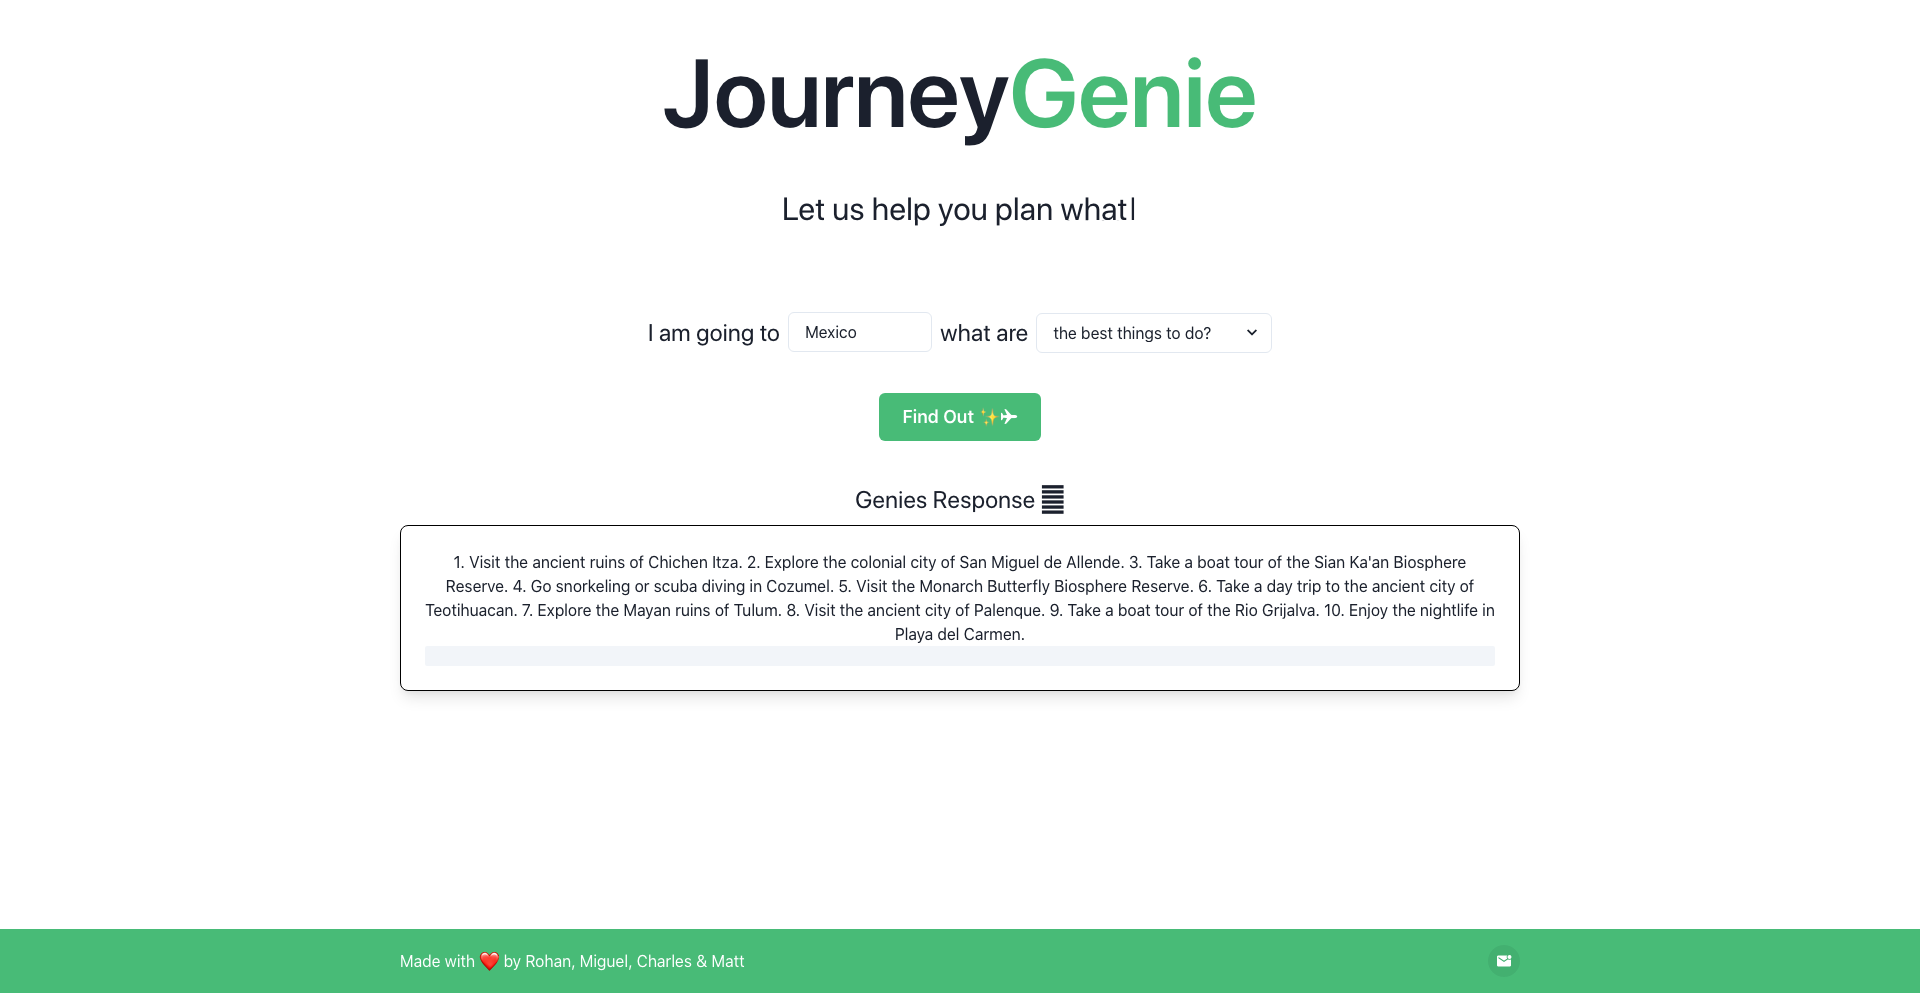 JourneyGenie
Let us help you plan what|
I am going to Mexico what are the best things to do?
Find Out ✨✈
Genies Response
1. Visit the ancient ruins of Chichen Itza. 2. Explore the colonial city of San Miguel de Allende. 3. Take a boat tour of the Sian Ka'an Biosphere
Reserve. 4. Go snorkeling or scuba diving in Cozumel. 5. Visit the Monarch Butterfly Biosphere Reserve. 6. Take a day trip to the ancient city of
Teotihuacan. 7. Explore the Mayan ruins of Tulum. 8. Visit the ancient city of Palenque. 9. Take a boat tour of the Rio Grijalva. 10. Enjoy the nightlife in
Playa del Carmen.
Made with ❤️ by Rohan, Miguel, Charles & Matt